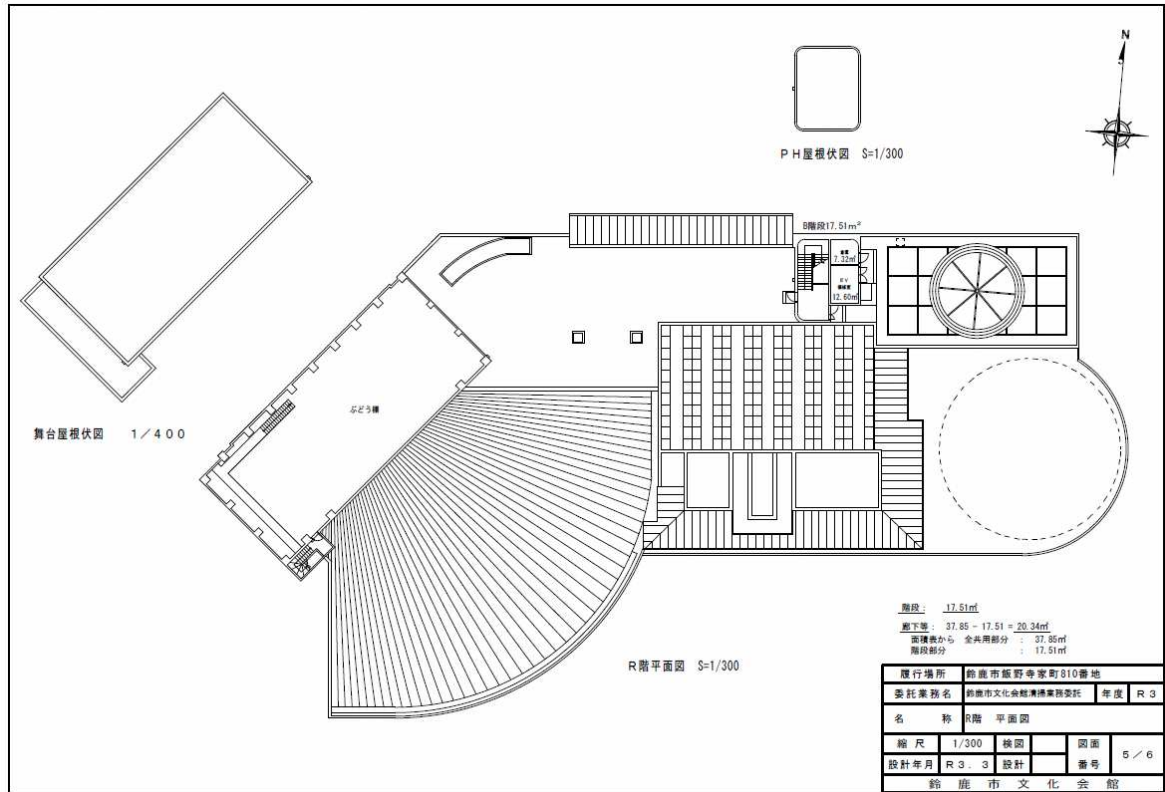 N
PH屋根伏図 S=1/300
B階段17.51m²
倉庫
7.32㎡
EV
機械室
12.60㎡
ぶどう棚
舞台屋根伏図 1/400
R階平面図 S=1/300
階段: 17.51㎡
廊下等: 37.85 - 17.51 = 20.34㎡
面積表から 全共用部分 : 37.85㎡
階段部分 : 17.51㎡
履行場所 鈴鹿市飯野寺家町810番地
委託業務名 鈴鹿市文化会館清掃業務委託 年度 R3
名称 R階 平面図
縮尺 1/300 検図 図面番号 5/6
設計年月 R3.3 設計
鈴鹿市文化会館